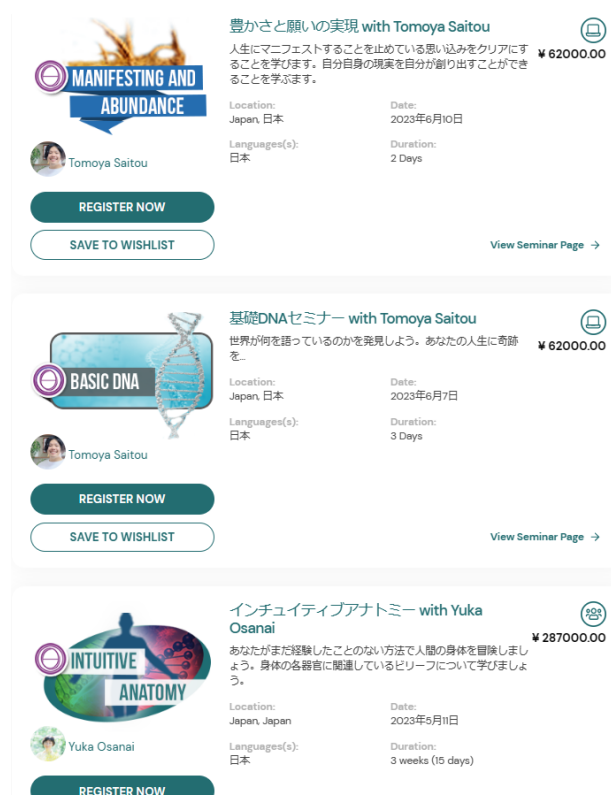 豊かさと願いの実現 with Tomoya Saitou
人生にマニフェストすることを止めている思い込みをクリアにす
ることを学びます。自分自身の現実を自分が創り出すことができ
ることを学ぶます。
¥ 62000.00
MANIFESTING AND
ABUNDANCE
Location:
Japan, 日本
Date:
2023年6月10日
Languages(s):
日本
Duration:
2 Days
Tomoya Saitou
REGISTER NOW
SAVE TO WISHLIST
View Seminar Page →
基礎DNAセミナー with Tomoya Saitou
世界が何を語っているのかを発見しよう。あなたの人生に奇跡
を...
¥ 62000.00
BASIC DNA
Location:
Japan, 日本
Date:
2023年6月7日
Languages(s):
日本
Duration:
3 Days
Tomoya Saitou
REGISTER NOW
SAVE TO WISHLIST
View Seminar Page →
インチュイティブアナトミー with Yuka
Osanai
あなたがまだ経験したことのない方法で人間の身体を冒険しまし
ょう。身体の各器官に関連しているビリーフについて学びましょ
う。
¥ 287000.00
INTUITIVE
ANATOMY
Location:
Japan, Japan
Date:
2023年5月11日
Languages(s):
日本
Duration:
3 weeks (15 days)
Yuka Osanai
REGISTER NOW